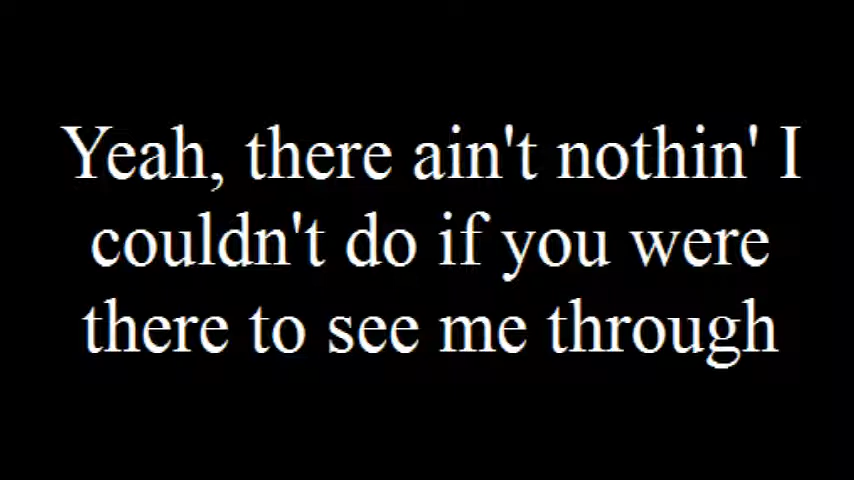 Yeah, there ain't nothin' I
couldn't do if you were
there to see me through